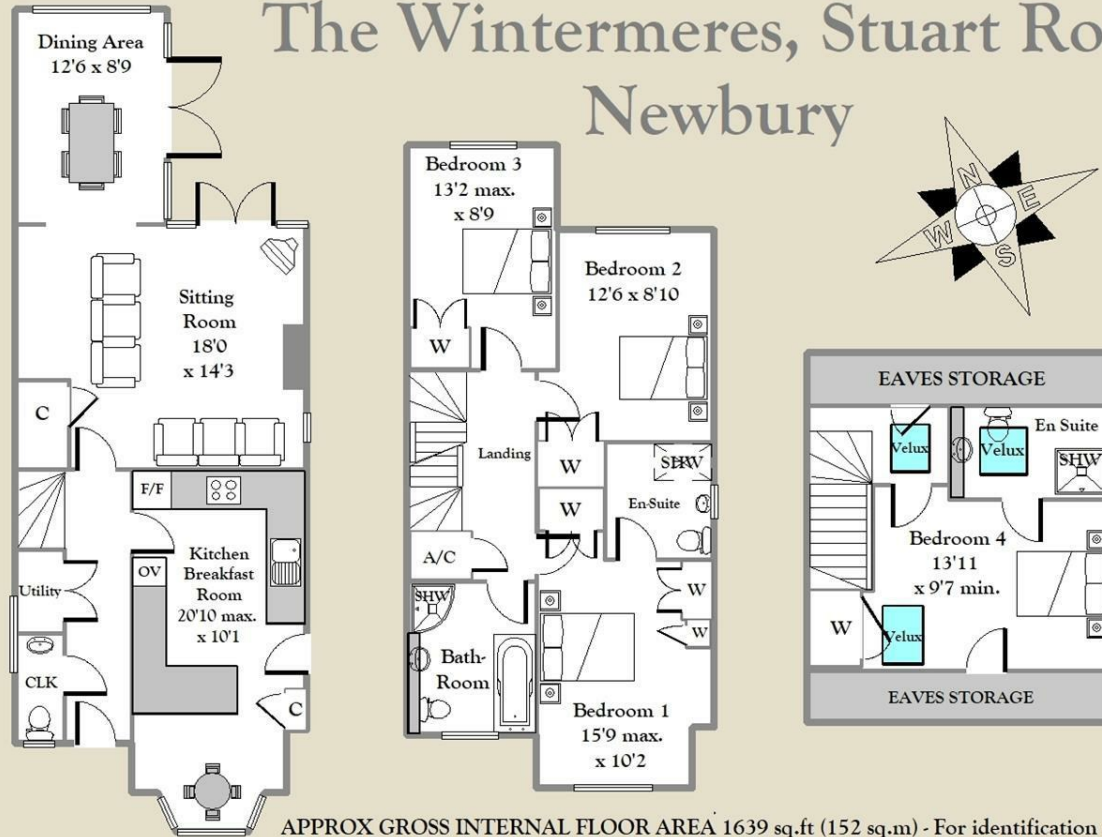 The Wintermeres, Stuart Ro
Newbury
Dining Area
12'6 x 8'9
Sitting
Room
18'0
x 14'3
C
F/F
Kitchen
Breakfast
Room
20'10 max.
x 10'1
OV
Utility
CLK
C
Bedroom 3
13'2 max.
x 8'9
W
Bedroom 2
12'6 x 8'10
Landing
W
W
SHW
En-Suite
A/C
SHW
Bath-
Room
W
W
Bedroom 1
15'9 max.
x 10'2
N
E
S
W
EAVES STORAGE
Velux
Velux
En Suite
SHW
Bedroom 4
13'11
x 9'7 min.
W
Velux
EAVES STORAGE
APPROX GROSS INTERNAL FLOOR AREA 1639 sq.ft (152 sq.m) - For identification